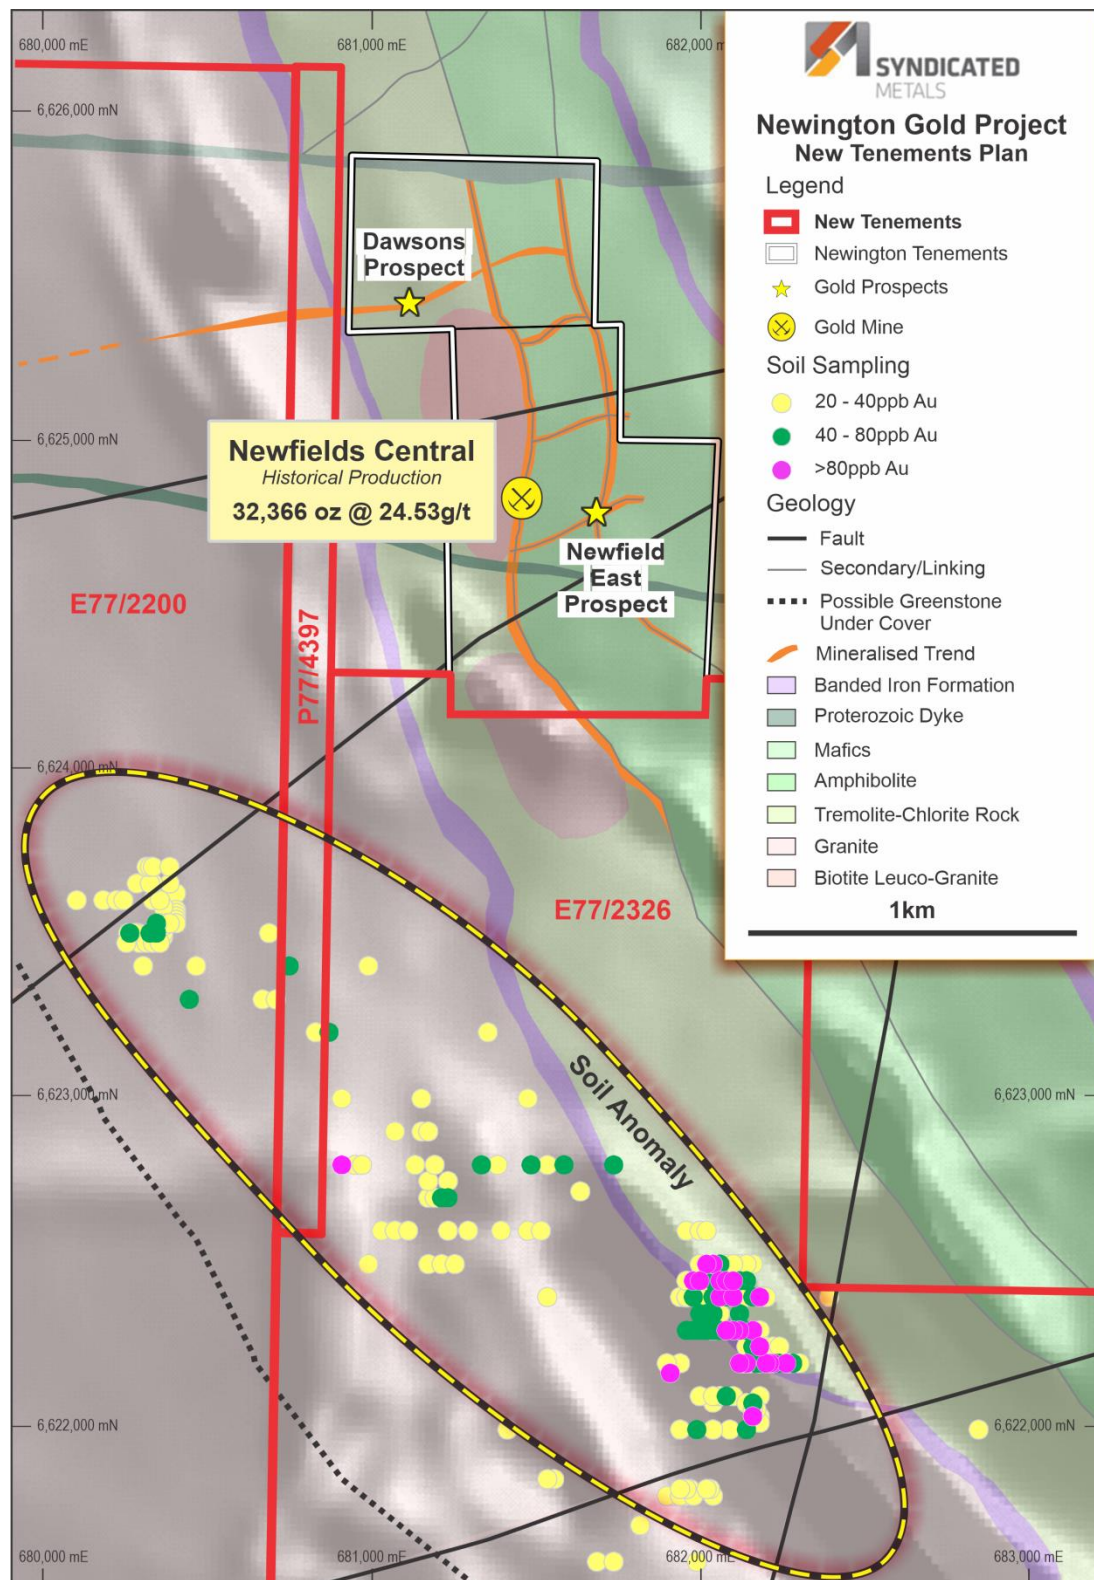 680,000 mE
681,000 mE
682,000 m
6,626,000 mN
SYNDICATED
METALS
Newington Gold Project
New Tenements Plan
Legend
New Tenements
Newington Tenements
Gold Prospects
Gold Mine
Soil Sampling
20 - 40ppb Au
40 - 80ppb Au
>80ppb Au
Geology
Fault
Secondary/Linking
Possible Greenstone
Under Cover
Mineralised Trend
Banded Iron Formation
Proterozoic Dyke
Mafics
Amphibolite
Tremolite-Chlorite Rock
Granite
Biotite Leuco-Granite
1km
Dawsons
Prospect
6,625,000 mN
Newfields Central
Historical Production
32,366 oz @ 24.53g/t
Newfield
East
Prospect
E77/2200
P77/4397
6,624,000 mN
E77/2326
6,623,000 mN
6,623,000 mN
Soil Anomaly
6,622,000 mN
6,622,000 mN
680,000 mE
681,000 mE
682,000 mE
683,000 mE